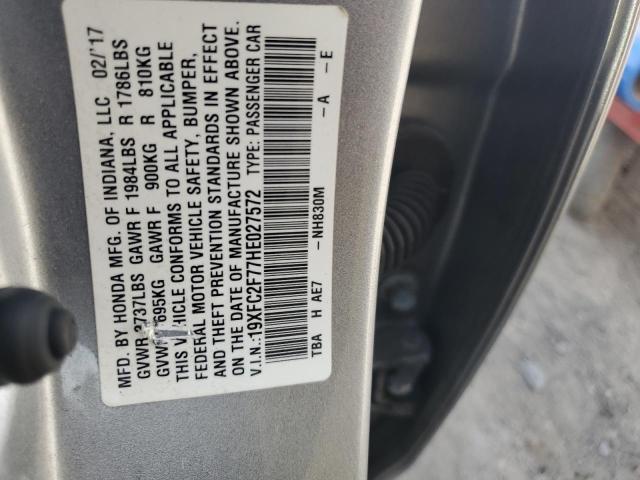 MFD. BY HONDA MFG. OF INDIANA, LLC 02/'17
GVWR 3737LBS GAWR F 1984LBS R 1786LBS
GVWR 1695KG GAWR F 900KG R 810KG
THIS VEHICLE CONFORMS TO ALL APPLICABLE
FEDERAL MOTOR VEHICLE SAFETY, BUMPER,
AND THEFT PREVENTION STANDARDS IN EFFECT
ON THE DATE OF MANUFACTURE SHOWN ABOVE.
V.I.N.:19XFC2F77HE027572 TYPE: PASSENGER CAR
TBA H AE7 -NH830M -A -E